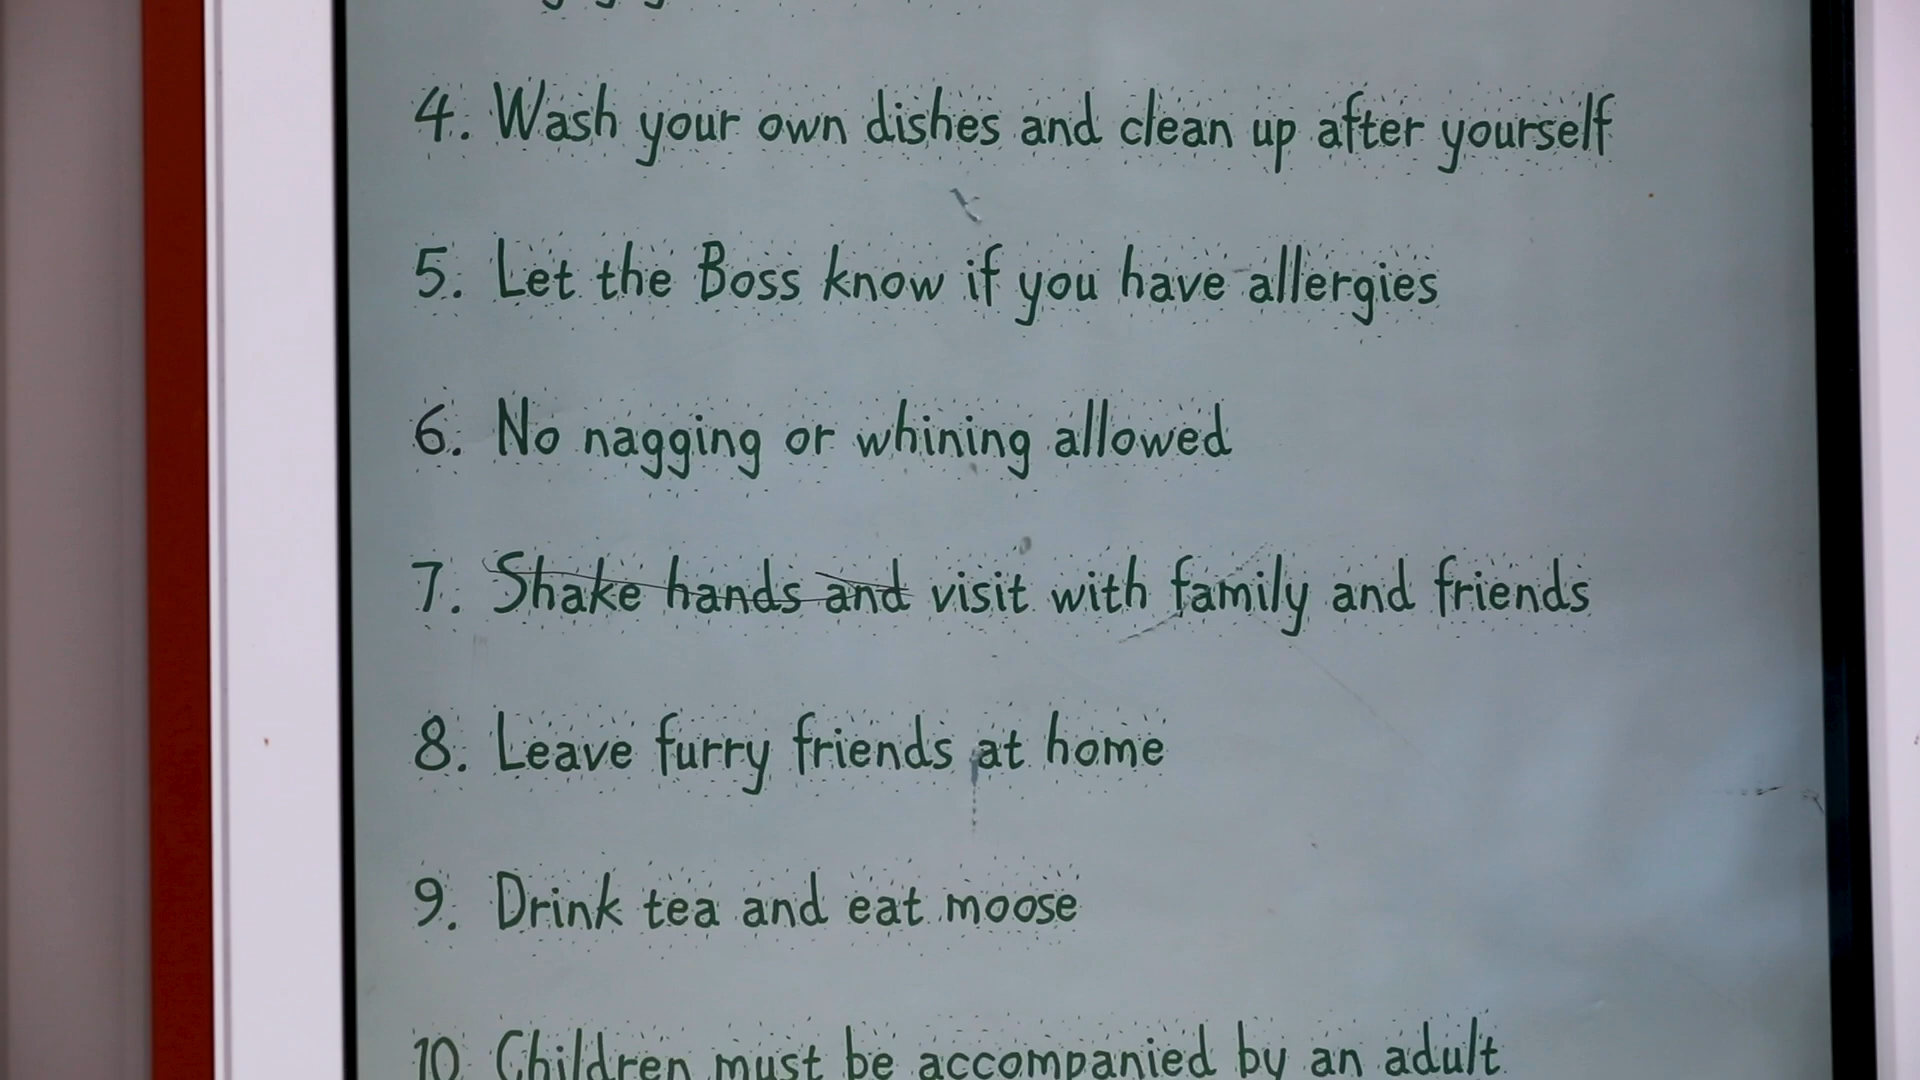 4. Wash your own dishes and clean up after yourself
5. Let the Boss know if you have allergies
6. No nagging or whining allowed
7. Shake hands and visit with family and friends
8. Leave furry friends at home
9. Drink tea and eat moose
10 Children must be accompanied by an adult